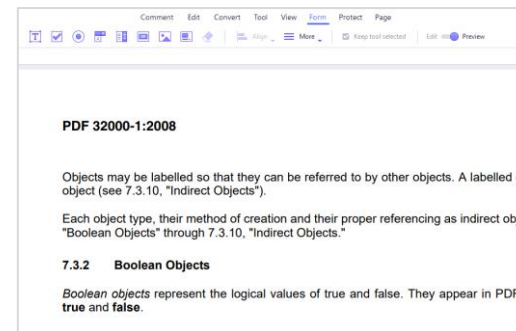 Comment Edit Convert Tool View Form Protect Page
Align More Keep tool selected Edit Preview
PDF 32000-1:2008
Objects may be labelled so that they can be referred to by other objects. A labelled
object (see 7.3.10, "Indirect Objects").
Each object type, their method of creation and their proper referencing as indirect ob
"Boolean Objects" through 7.3.10, "Indirect Objects."
7.3.2 Boolean Objects
Boolean objects represent the logical values of true and false. They appear in PDF
true and false.